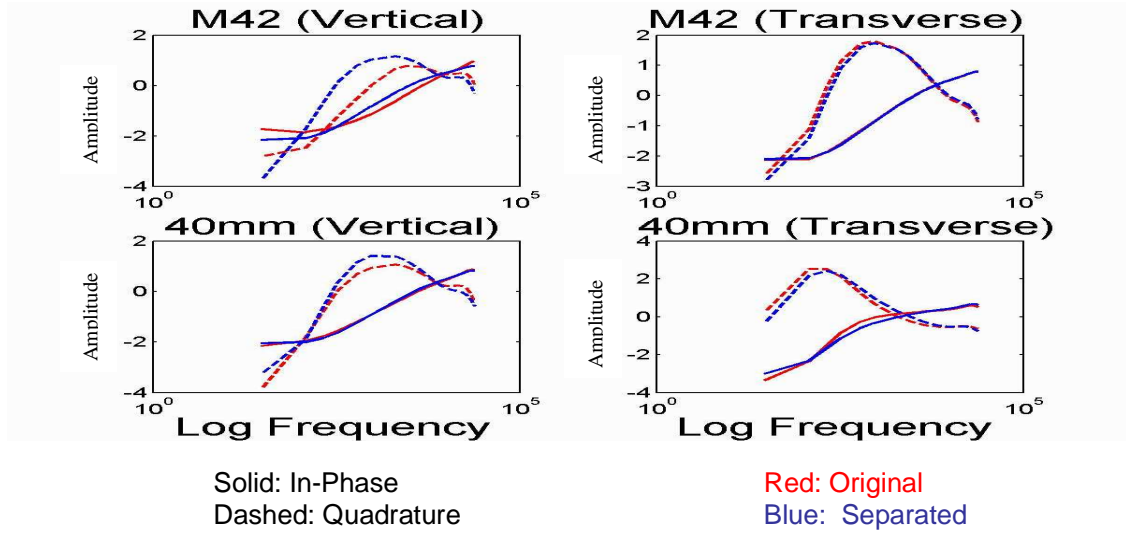 M42 (Vertical)
2
0
-2
-4
Amplitude
10^0
10^5
M42 (Transverse)
2
1
0
-1
-2
-3
Amplitude
10^0
10^5
40mm (Vertical)
2
0
-2
-4
Amplitude
10^0
10^5
Log Frequency
40mm (Transverse)
4
2
0
-2
-4
Amplitude
10^0
10^5
Log Frequency
Solid: In-Phase
Dashed: Quadrature
Red: Original
Blue: Separated